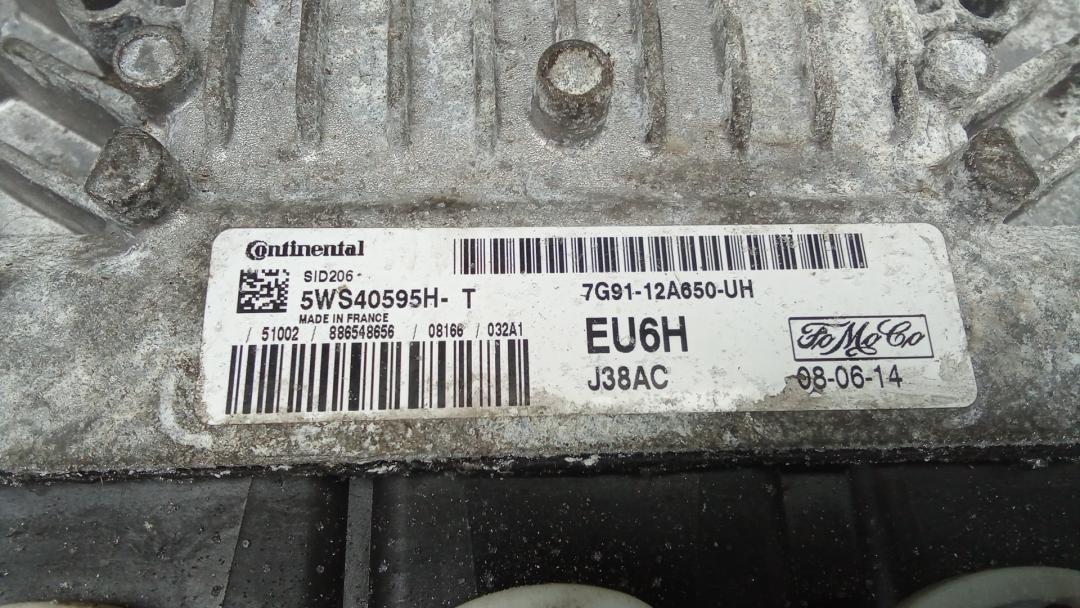 Continental
SID206
5WS40595H- T
MADE IN FRANCE
/ 51002 / 886548656 / 08166 / 032A1
7G91-12A650-UH
EU6H
J38AC
FoMoCo
08-06-14